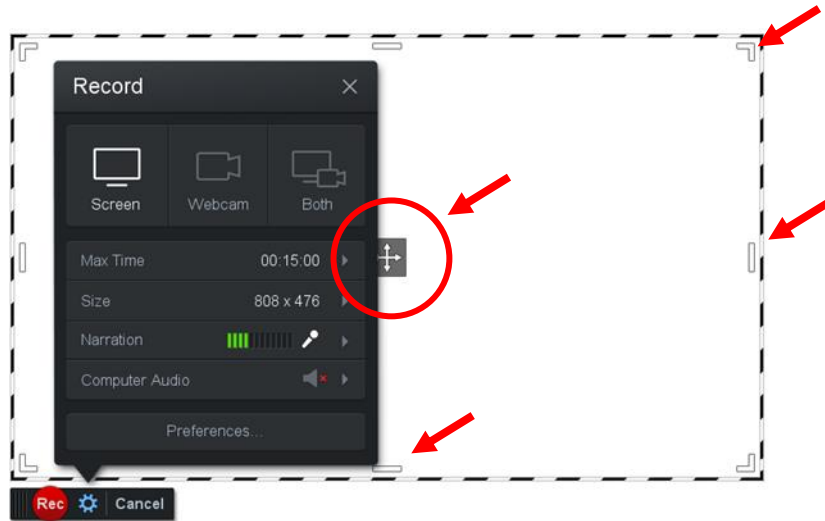 Record
Screen Webcam Both
Max Time 00:15:00
Size 808 x 476
Narration
Computer Audio
Preferences...
Rec Cancel